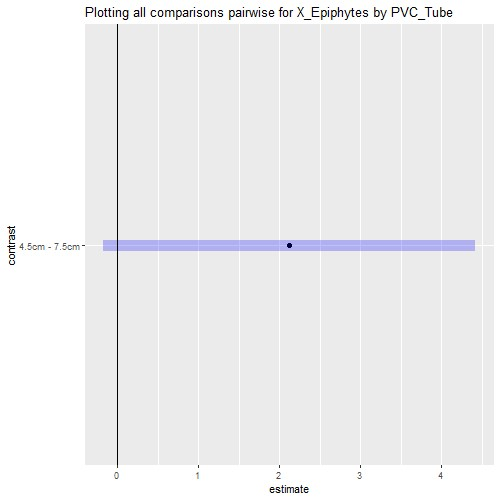 Plotting all comparisons pairwise for X_Epiphytes by PVC_Tube
contrast
4.5cm - 7.5cm
0 1 2 3 4
estimate